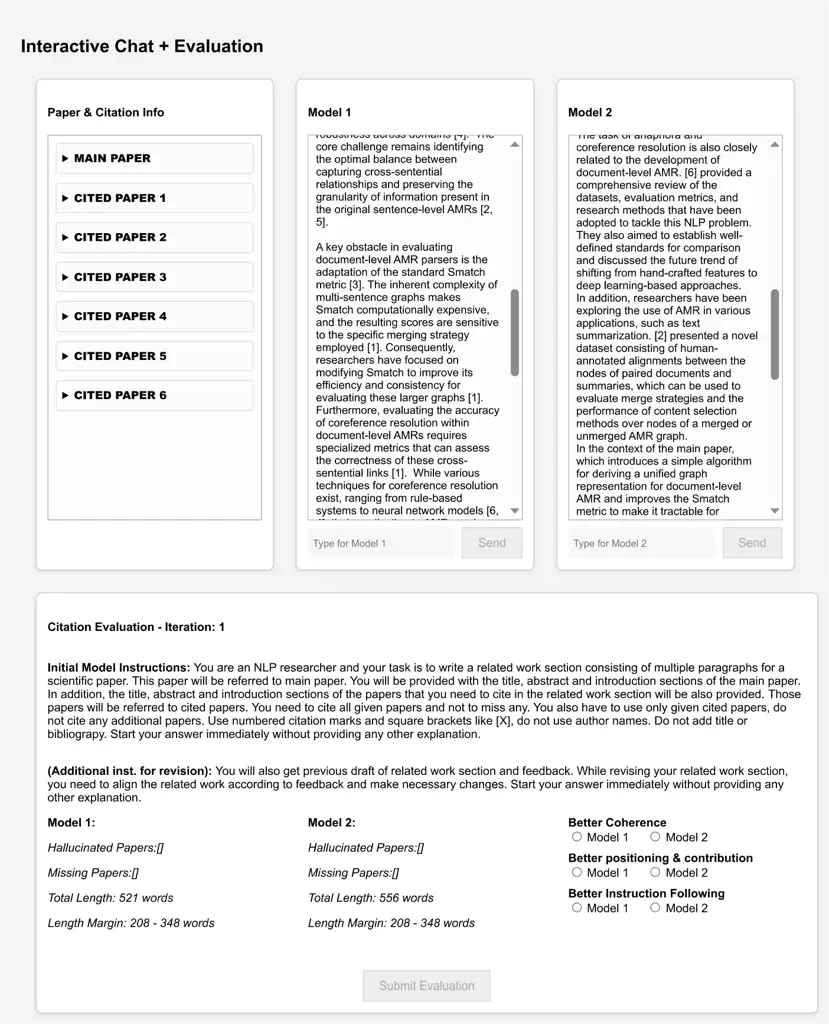 Interactive Chat + Evaluation
Paper & Citation Info
MAIN PAPER
CITED PAPER 1
CITED PAPER 2
CITED PAPER 3
CITED PAPER 4
CITED PAPER 5
CITED PAPER 6
Model 1
robustness across domains [4]. The
core challenge remains identifying
the optimal balance between
capturing cross-sentential
relationships and preserving the
granularity of information present in
the original sentence-level AMRs [2,
5].
A key obstacle in evaluating
document-level AMR parsers is the
adaptation of the standard Smatch
metric [3]. The inherent complexity of
multi-sentence graphs makes
Smatch computationally expensive,
and the resulting scores are sensitive
to the specific merging strategy
employed [1]. Consequently,
researchers have focused on
modifying Smatch to improve its
efficiency and consistency for
evaluating these larger graphs [1].
Furthermore, evaluating the accuracy
of coreference resolution within
document-level AMRs requires
specialized metrics that can assess
the correctness of these cross-
sentential links [1]. While various
techniques for coreference resolution
exist, ranging from rule-based
systems to neural network models [6,
Type for Model 1
Send
Model 2
The task of anaphora and
coreference resolution is also closely
related to the development of
document-level AMR. [6] provided a
comprehensive review of the
datasets, evaluation metrics, and
research methods that have been
adopted to tackle this NLP problem.
They also aimed to establish well-
defined standards for comparison
and discussed the future trend of
shifting from hand-crafted features to
deep learning-based approaches.
In addition, researchers have been
exploring the use of AMR in various
applications, such as text
summarization. [2] presented a novel
dataset consisting of human-
annotated alignments between the
nodes of paired documents and
summaries, which can be used to
evaluate merge strategies and the
performance of content selection
methods over nodes of a merged or
unmerged AMR graph.
In the context of the main paper,
which introduces a simple algorithm
for deriving a unified graph
representation for document-level
AMR and improves the Smatch
metric to make it tractable for
Type for Model 2
Send
Citation Evaluation - Iteration: 1
Initial Model Instructions: You are an NLP researcher and your task is to write a related work section consisting of multiple paragraphs for a
scientific paper. This paper will be referred to main paper. You will be provided with the title, abstract and introduction sections of the main paper.
In addition, the title, abstract and introduction sections of the papers that you need to cite in the related work section will be also provided. Those
papers will be referred to cited papers. You need to cite all given papers and not to miss any. You also have to use only given cited papers, do
not cite any additional papers. Use numbered citation marks and square brackets like [X], do not use author names. Do not add title or
bibliograpy. Start your answer immediately without providing any other explanation.
(Additional inst. for revision): You will also get previous draft of related work section and feedback. While revising your related work section,
you need to align the related work according to feedback and make necessary changes. Start your answer immediately without providing any
other explanation.
Model 1:
Hallucinated Papers:[]
Missing Papers:[]
Total Length: 521 words
Length Margin: 208 - 348 words
Model 2:
Hallucinated Papers:[]
Missing Papers:[]
Total Length: 556 words
Length Margin: 208 - 348 words
Better Coherence
Model 1 Model 2
Better positioning & contribution
Model 1 Model 2
Better Instruction Following
Model 1 Model 2
Submit Evaluation